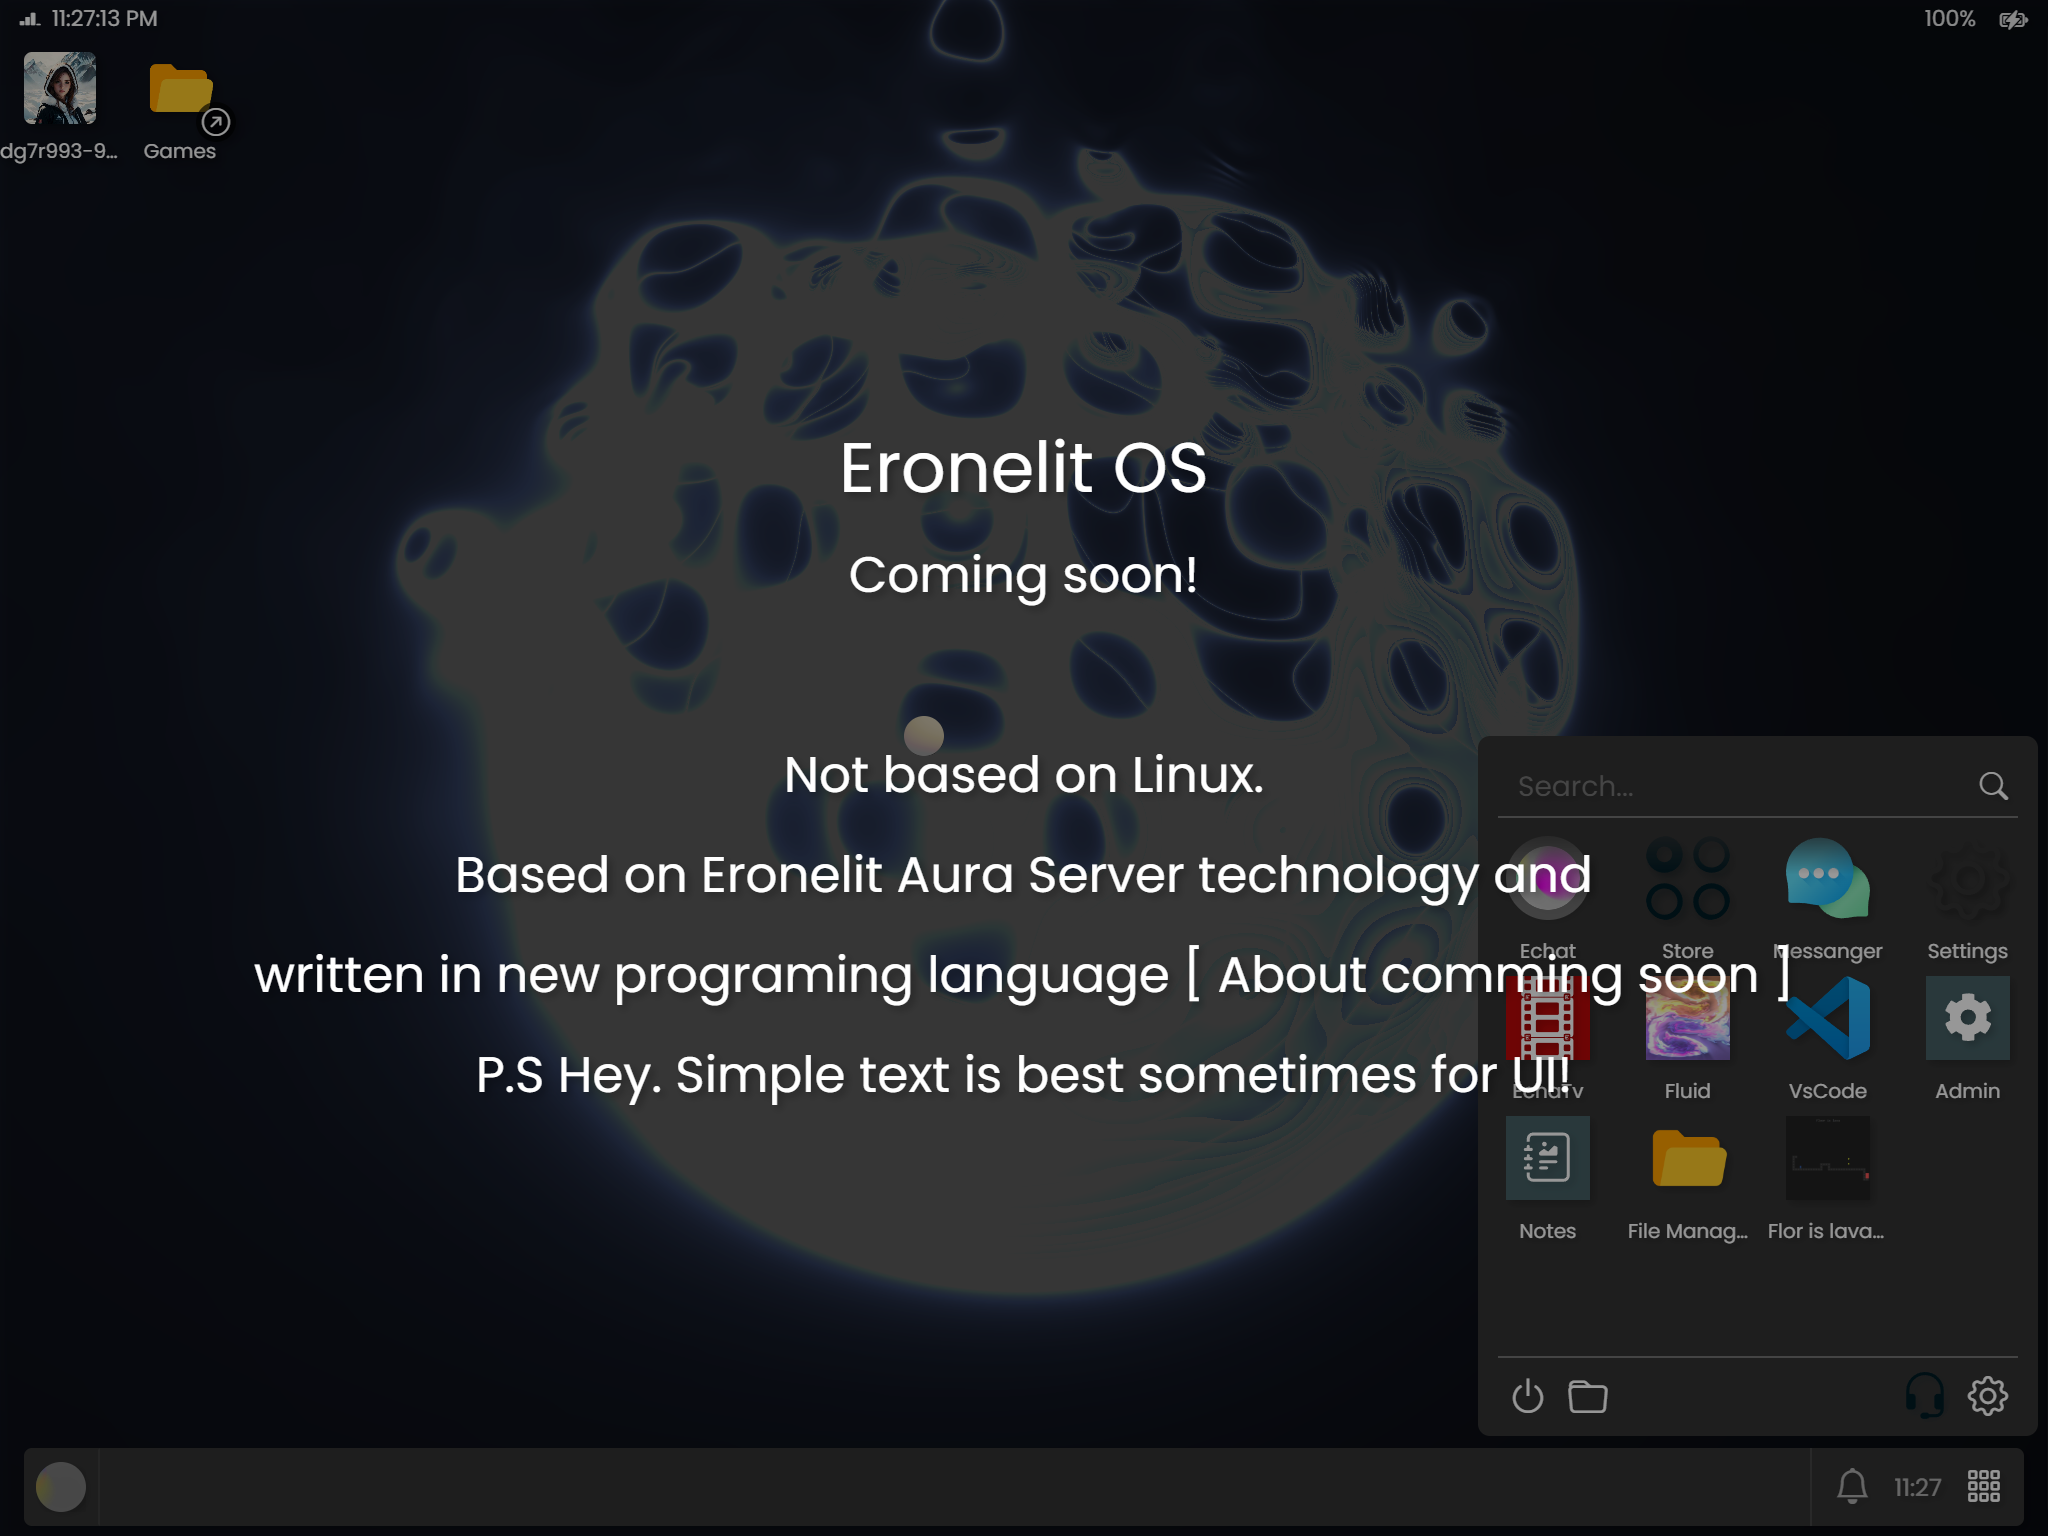 11:27:13 PM
100%
dg7r993-9...
Games
Eronelit OS
Coming soon!
Not based on Linux.
Based on Eronelit Aura Server technology and
written in new programing language [ About comming soon ]
P.S Hey. Simple text is best sometimes for UI!
Search...
Echat
Store
Messanger
Settings
EchaTv
Fluid
VsCode
Admin
Notes
File Manag...
Flor is lava...
11:27